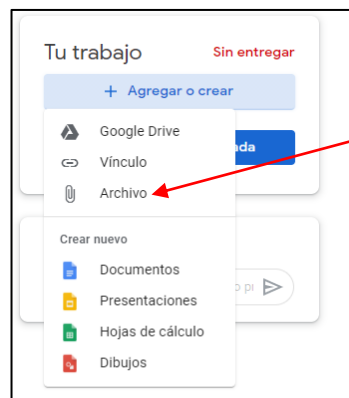 Tu trabajo
Sin entregar
+ Agregar o crear
Google Drive
Vínculo
Archivo
Crear nuevo
Documentos
Presentaciones
Hojas de cálculo
Dibujos